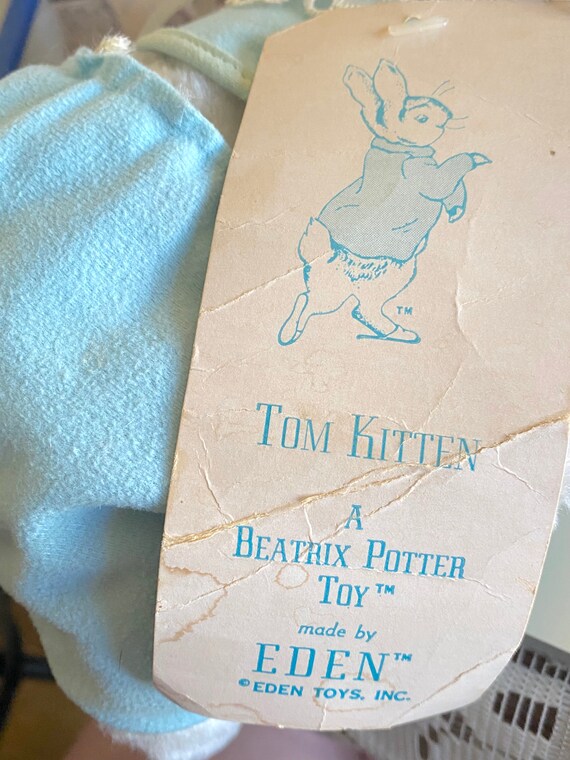 TM
TOM KITTEN
A
BEATRIX POTTER
TOY™
made by
EDEN™
©EDEN TOYS, INC.